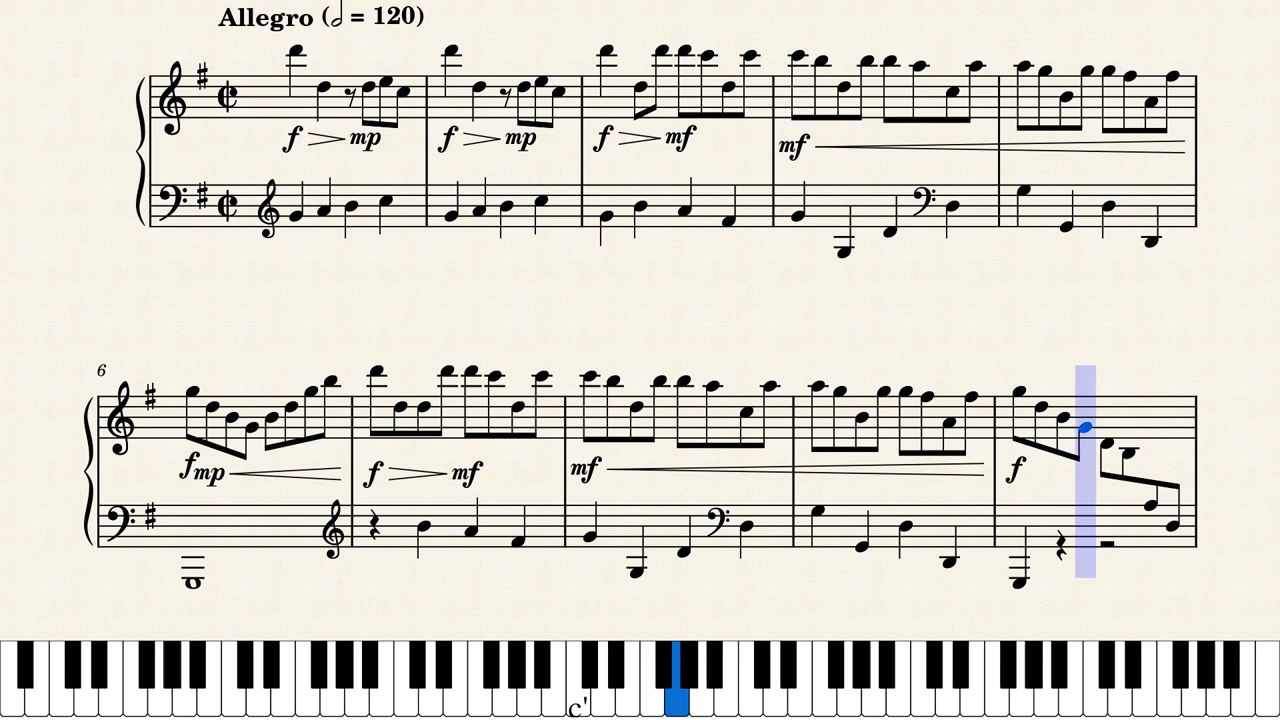 Allegro (𝅗𝅥 = 120)
f mp f mp f mf mf
6
f mp f mf mf f
c'